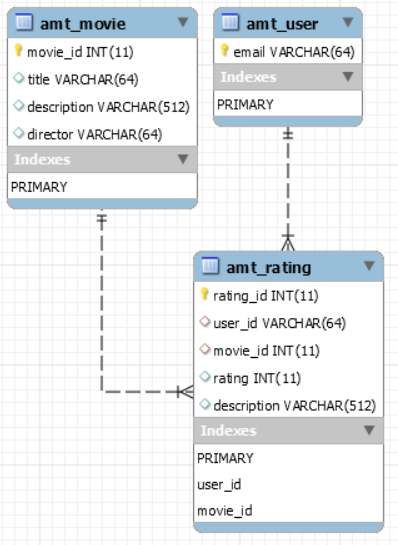 amt_movie
movie_id INT(11)
title VARCHAR(64)
description VARCHAR(512)
director VARCHAR(64)
Indexes
PRIMARY
amt_user
email VARCHAR(64)
Indexes
PRIMARY
amt_rating
rating_id INT(11)
user_id VARCHAR(64)
movie_id INT(11)
rating INT(11)
description VARCHAR(512)
Indexes
PRIMARY
user_id
movie_id